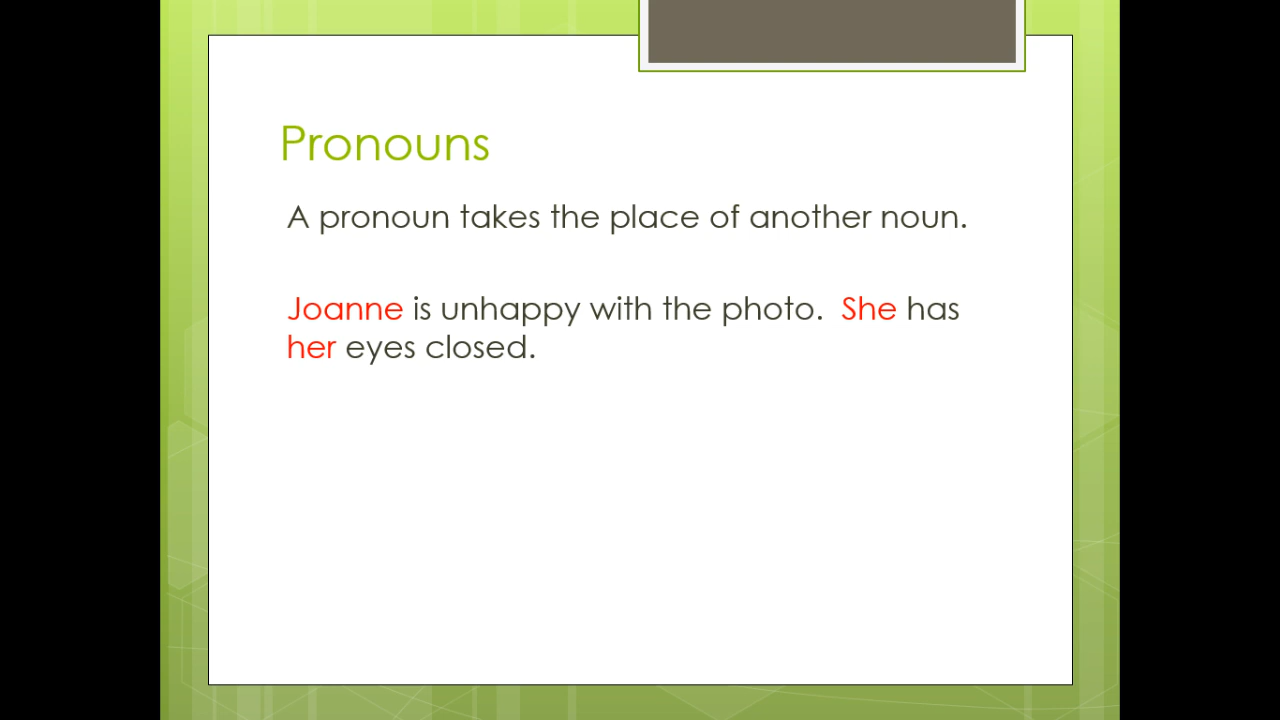 Pronouns
A pronoun takes the place of another noun.
Joanne is unhappy with the photo.  She has
her eyes closed.